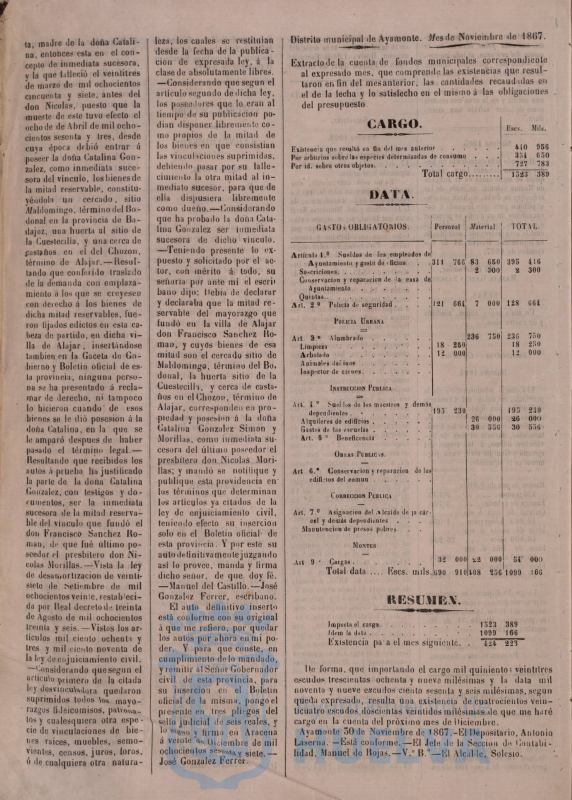 ta, madre de la doña Catali-
na, entonces esta en el con-
cepto de inmediata sucesora,
y la que falleció el veintitres
de marzo de mil ochocientos
cincuenta y siete, antes del
don Nicolas, puesto que la
muerte de este tuvo efecto el
ocho de Abril de mil ocho-
cientos sesenta y tres, desde
cuya época debió entrar á
poseer la doña Catalina Gon-
zalez, como inmediata suce-
sora del vinculo, los bienes de
la mitad reservable, constitu-
yéndola un cercado, sitio
Maldomingo, término del Bo-
donal en la provincia de Ba-
dajoz, una huerta al sitio de
la Cuestecilla, y una cerca de
castaños en el del Chozon,
término de Alajar.—Resul-
tando que conferido traslado
de la demanda con emplaza-
miento á los que se creyesen
con derecho á los bienes de
dicha mitad reservables, fue-
ron fijados edictos en esta ca-
beza de partido, en dicha vi-
lla de Alajar, insertándose
tambien en la Gaceta de Go-
bierno y Boletin oficial de es-
ta provincia, ninguna perso-
na se ha presentado á recla-
mar de derecho, ni tampoco
lo hicieron cuando de esos
bienes se le dió posesion á la
doña Catalina, en la que se
le amparó despues de haber
pasado el término legal.—
Resultando que recibidos los
autos á prueba ha justificado
la parte de la doña Catalina
Gonzalez, con testigos y do-
cumentos, ser la inmediata
sucesora de la mitad reserva-
ble del vinculo que fundó el
don Francisco Sanchez Ro-
man, y de que fué último po-
seedor el presbitero don Ni-
colas Morillas.—Vista la ley
de desamortizacion de veinti-
siete de Setiembre de mil
ochocientos veinte, restableci-
da por Real decreto de treinta
de Agosto de mil ochocientos
treinta y seis.—Vistos los ar-
tículos mil ciento ochenta y
tres y mil ciento noventa de
la ley de enjuiciamiento civil.
—Considerando que segun el
artículo primero de la citada
ley desvinculadora quedaron
suprimidos todos los mayo-
razgos fideicomisos, patrona-
tos y cualesquiera otra espe-
cie de vinculaciones de bie-
nes raices, muebles, semo-
vientes, censos, juros, foros,
ó de cualquiera otra natura-
leza, los cuales se restituian
desde la fecha de la publica-
cion de expresada ley, á la
clase de absolutamente libres.
—Considerando que segun el
artículo segundo de dicha ley,
los poseedores que lo eran al
tiempo de su publicacion po-
dian disponer libremente co-
mo propios de la mitad de
los bienes en que consistian
las vinculaciones suprimidas,
debiendo pasar por su falle-
cimiento la otra mitad al in-
mediato sucesor, para que de
ella dispusiera libremente
como dueño.—Considerando
que ha probado la doña Cata-
lina Gonzalez ser inmediata
sucesora de dicho vinculo.
—Teniendo presente lo ex-
puesto y solicitado por el ac-
tor, con mérito á todo, su
señoria por ante mi el escri-
bano dijo: Debia de declarar
y declaraba que la mitad re-
servable del mayorazgo que
fundó en la villa de Alajar
don Francisco Sanchez Ro-
man, y cuyos bienes de esa
mitad son el cercado sitio de
Maldomingo, término del Bo-
donal, la huerta sitio de la
Cuestecilla, y cerca de casta-
ños en el Chozon, término de
Alajar, corresponden en pro-
piedad y posesion á la doña
Catalina Gonzalez Simon y
Morillas, como inmediata su-
cesora del último poseedor el
presbitero don Nicolas Mori-
llas; y mandó se notifique y
publique esta providencia en
los términos que determinan
los artículos ya citados de la
ley de enjuiciamiento civil,
teniendo efecto su insercion
solo en el Boletin oficial de
esta provincia. Y por este su
auto definitivamente juzgando
asi lo provee, manda y firma
dicho señor, de que doy fé.
—Manuel del Castillo.—José
Gonzalez Ferrer, escribano.
El auto definitivo inserto
está conforme con su original
á que me refiero, por quedar
los autos por ahora en mi po-
der. Y para que conste, en
cumplimiento de lo mandado,
y remitir al Señor Gobernador
civil de esta provincia, para
su insercion en el Boletin
oficial de la misma, pongo el
presente en tres pliegos del
sello judicial de seis reales, y
lo signo y firmo en Aracena
á veinte de Diciembre de mil
ochocientos sesenta y siete.—
José Gonzalez Ferrer.
Distrito municipal de Ayamonte. Mes de Noviembre de 1867.
Extracto de la cuenta de fondos municipales correspondiente
al expresado mes, que comprende las existencias que resul-
taron en fin del mes anterior, las cantidades recaudadas en
el de la fecha y lo satisfecho en el mismo á las obligaciones
del presupuesto
CARGO.
Escs. Mils.
Existencia que resultó en fin del mes anterior . . . 440 956
Por arbitrios sobre las especies determinadas de consumo . . . 354 650
Por id. sobre otros objetos. . . . 727 783
Total cargo......... 1523 389
DATA.
GASTOS OBLIGATORIOS. Personal Material TOTAL.
Artículo 1.º Sueldos de los empleados de
Ayuntamiento y gasto de oficina . . 311 766 83 650 395 416
Suscriciones. . . . 2 300 2 300
Conservacion y reparacion de la casa de
Ayuntamiento. . . .
Quintas. . . .
Art. 2.º Policia de seguridad . . . 121 664 7 000 128 664
POLICIA URBANA
Art 3.º Alumbrado . . . 236 750 236 750
Limpieza . . . 18 250 18 250
Arbolado . . . 12 000 12 000
Animales dañinos . . .
Inspector de carnes. . . .
INSTRUCCION PUBLICA
Art. 4.º Sueldos de los maestros y demás
dependientes . . . 195 230 195 230
Alquileres de edificios . . . 26 000 26 000
Gastos de las escuelas . . . 30 556 30 556
Art. 5.º Beneficencia
OBRAS PUBLICAS.
Art 6.º Conservacion y reparacion de los
edificios del comun . . .
CORRECCION PUBLICA
Art. 7.º Asignacion del Alcaide de la cár-
cel y demás dependientes . . .
Manutencion de presos pobres . . .
MONTES
Art 9.º Cargas. . . . 32 000 22 000 54 000
Total data .... Escs. mils. 690 910 408 256 1099 166
RESUMEN.
Importa el cargo. . . . 1523 389
Idem la data . . . 1099 166
Existencia para el mes siguiente. . . 424 223
De forma, que importando el cargo mil quinientos veintitres
escudos trescientos ochenta y nueve milésimas y la data mil
noventa y nueve escudos ciento sesenta y seis milésimas, segun
queda expresado, resulta una existencia de cuatrocientos vein-
ticuatro escudos doscientas veintitres milésimas de que me haré
cargo en la cuenta del próximo mes de Diciembre.
Ayamonte 30 de Noviembre de 1867.—El Depositario, Antonio
Laserna.—Está conforme.—El Jefe de la Seccion de Contabi-
lidad, Manuel de Rojas.—V.º B.º—El Alcalde, Solesio.